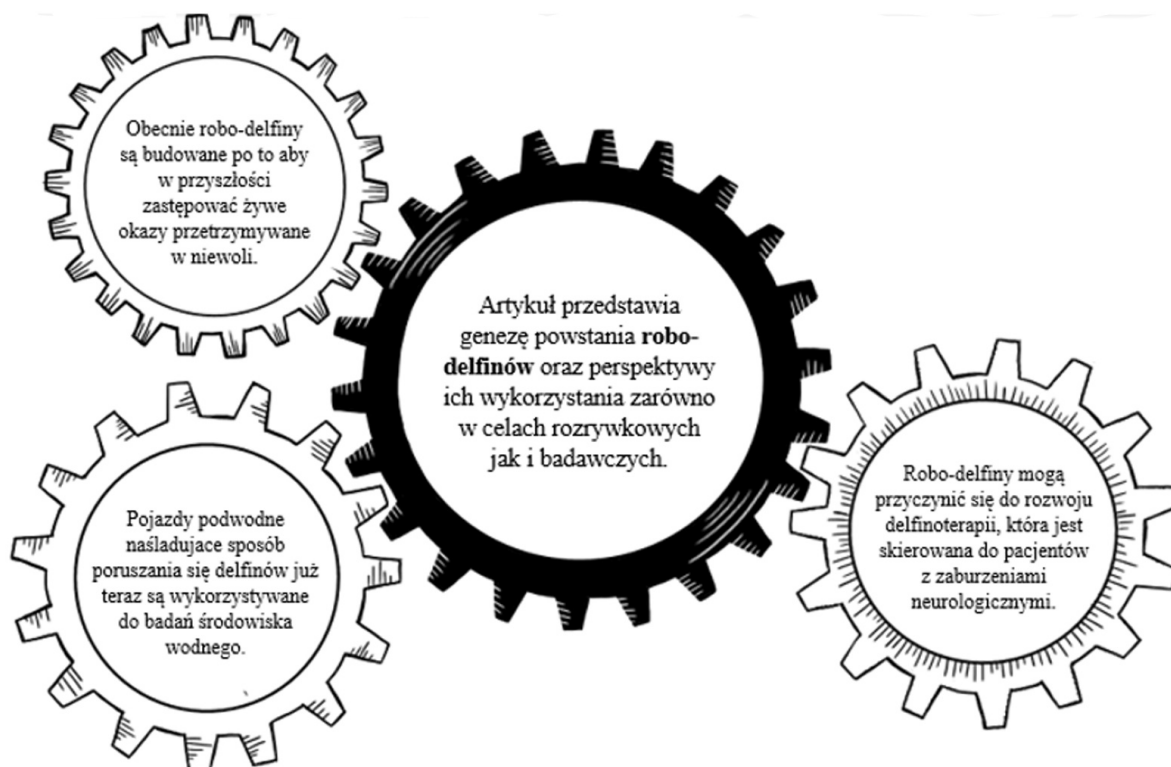 Obecnie robo-delfiny
są budowane po to aby
w przyszłości
zastępować żywe
okazy przetrzymywane
w niewoli.
Artykuł przedstawia
genezę powstania robo-
delfinów oraz perspektywy
ich wykorzystania zarówno
w celach rozrywkowych
jak i badawczych.
Pojazdy podwodne
naśladujace sposób
poruszania się delfinów już
teraz są wykorzystywane
do badań środowiska
wodnego.
Robo-delfiny mogą
przyczynić się do rozwoju
delfinoterapii, która jest
skierowana do pacjentów
z zaburzeniami
neurologicznymi.